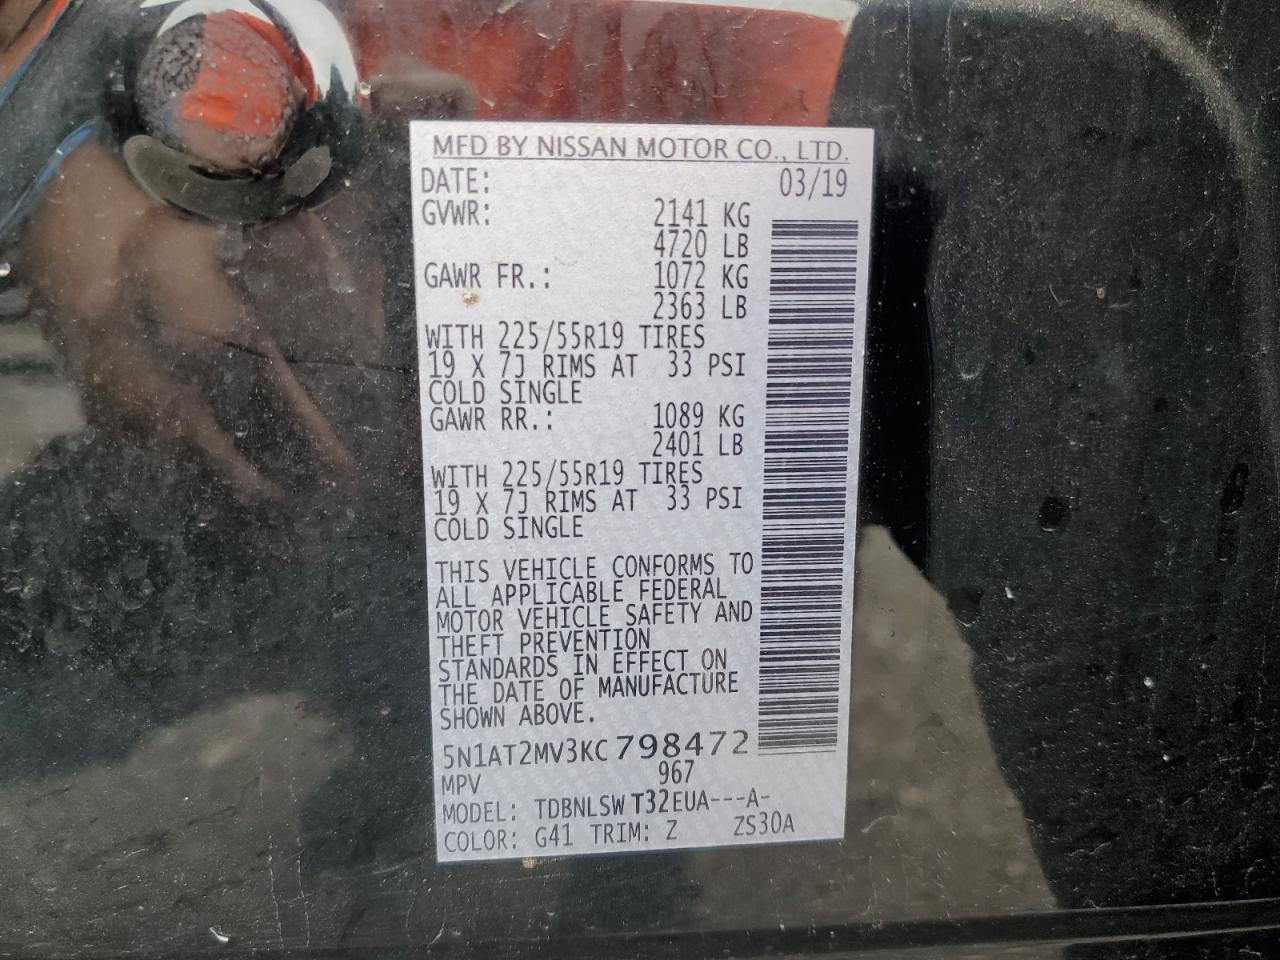 MFD BY NISSAN MOTOR CO., LTD.
DATE: 03/19
GVWR: 2141 KG
4720 LB
GAWR FR.: 1072 KG
2363 LB
WITH 225/55R19 TIRES
19 X 7J RIMS AT 33 PSI
COLD SINGLE
GAWR RR.: 1089 KG
2401 LB
WITH 225/55R19 TIRES
19 X 7J RIMS AT 33 PSI
COLD SINGLE
THIS VEHICLE CONFORMS TO
ALL APPLICABLE FEDERAL
MOTOR VEHICLE SAFETY AND
THEFT PREVENTION
STANDARDS IN EFFECT ON
THE DATE OF MANUFACTURE
SHOWN ABOVE.
5N1AT2MV3KC798472
MPV 967
MODEL: TDBNLSW T32EUA---A-
COLOR: G41 TRIM: Z ZS30A